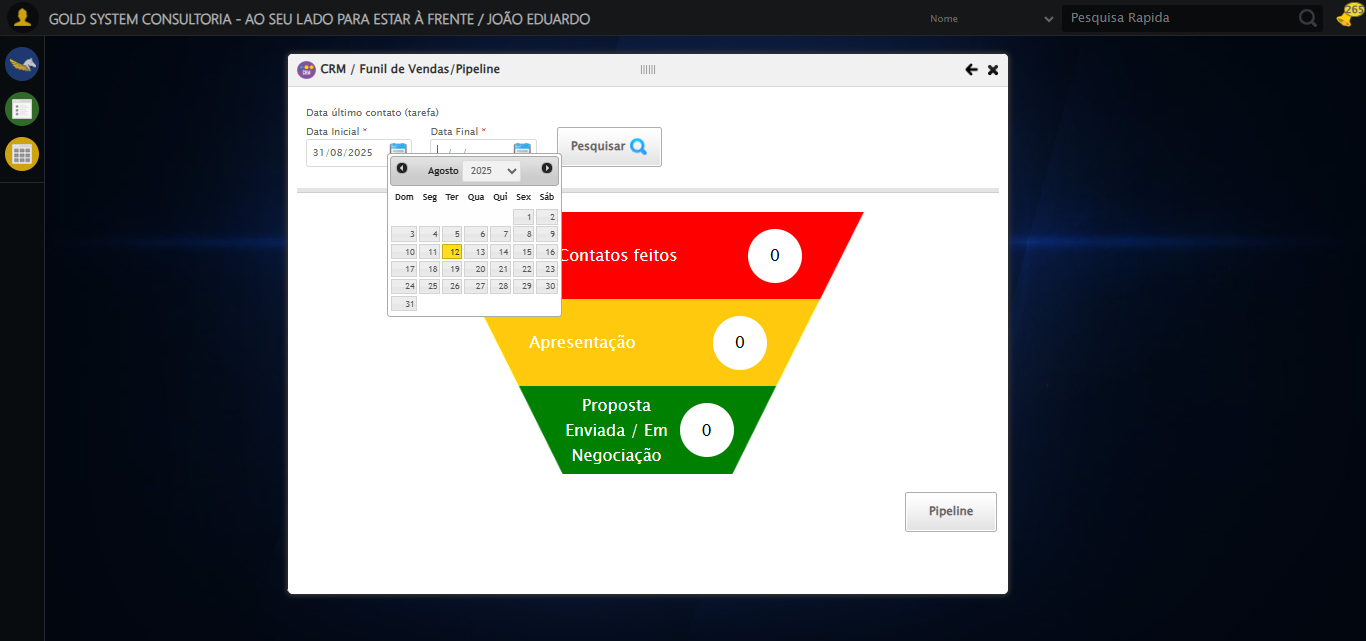 GOLD SYSTEM CONSULTORIA - AO SEU LADO PARA ESTAR À FRENTE / JOÃO EDUARDO
Nome
Pesquisa Rapida
265
CRM
CRM / Funil de Vendas/Pipeline
Data último contato (tarefa)
Data Inicial *
Data Final *
31/08/2025
/ /
Pesquisar
Agosto 2025
Dom Seg Ter Qua Qui Sex Sáb
1 2
3 4 5 6 7 8 9
10 11 12 13 14 15 16
17 18 19 20 21 22 23
24 25 26 27 28 29 30
31
Contatos feitos 0
Apresentação 0
Proposta
Enviada / Em 0
Negociação
Pipeline